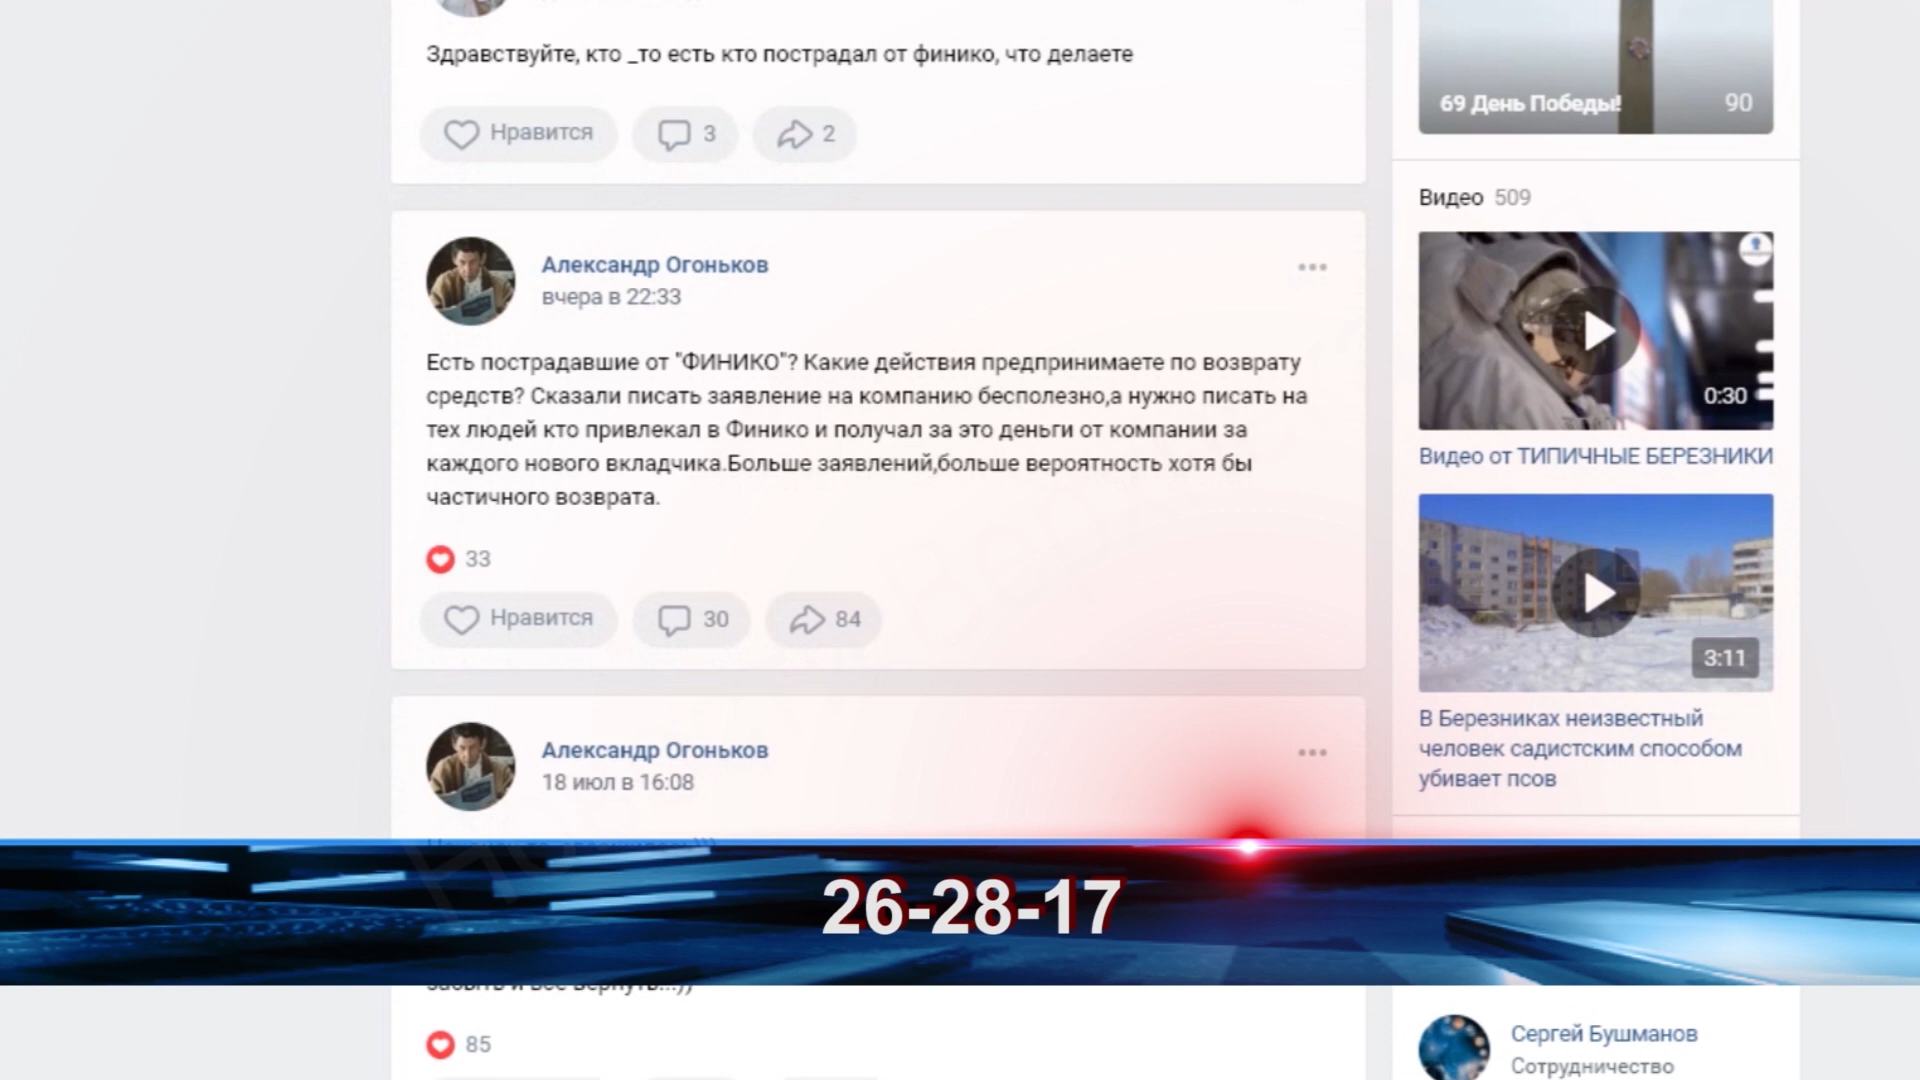 Здравствуйте, кто _то есть кто пострадал от финико, что делаете
Нравится 3 2
Александр Огоньков
вчера в 22:33
Есть пострадавшие от "ФИНИКО"? Какие действия предпринимаете по возврату
средств? Сказали писать заявление на компанию бесполезно,а нужно писать на
тех людей кто привлекал в Финико и получал за это деньги от компании за
каждого нового вкладчика.Больше заявлений,больше вероятность хотя бы
частичного возврата.
33
Нравится 30 84
Александр Огоньков
18 июл в 16:08
26-28-17
85
69 День Победы! 90
Видео 509
0:30
Видео от ТИПИЧНЫЕ БЕРЕЗНИКИ
3:11
В Березниках неизвестный
человек садистским способом
убивает псов
Сергей Бушманов
Сотрудничество